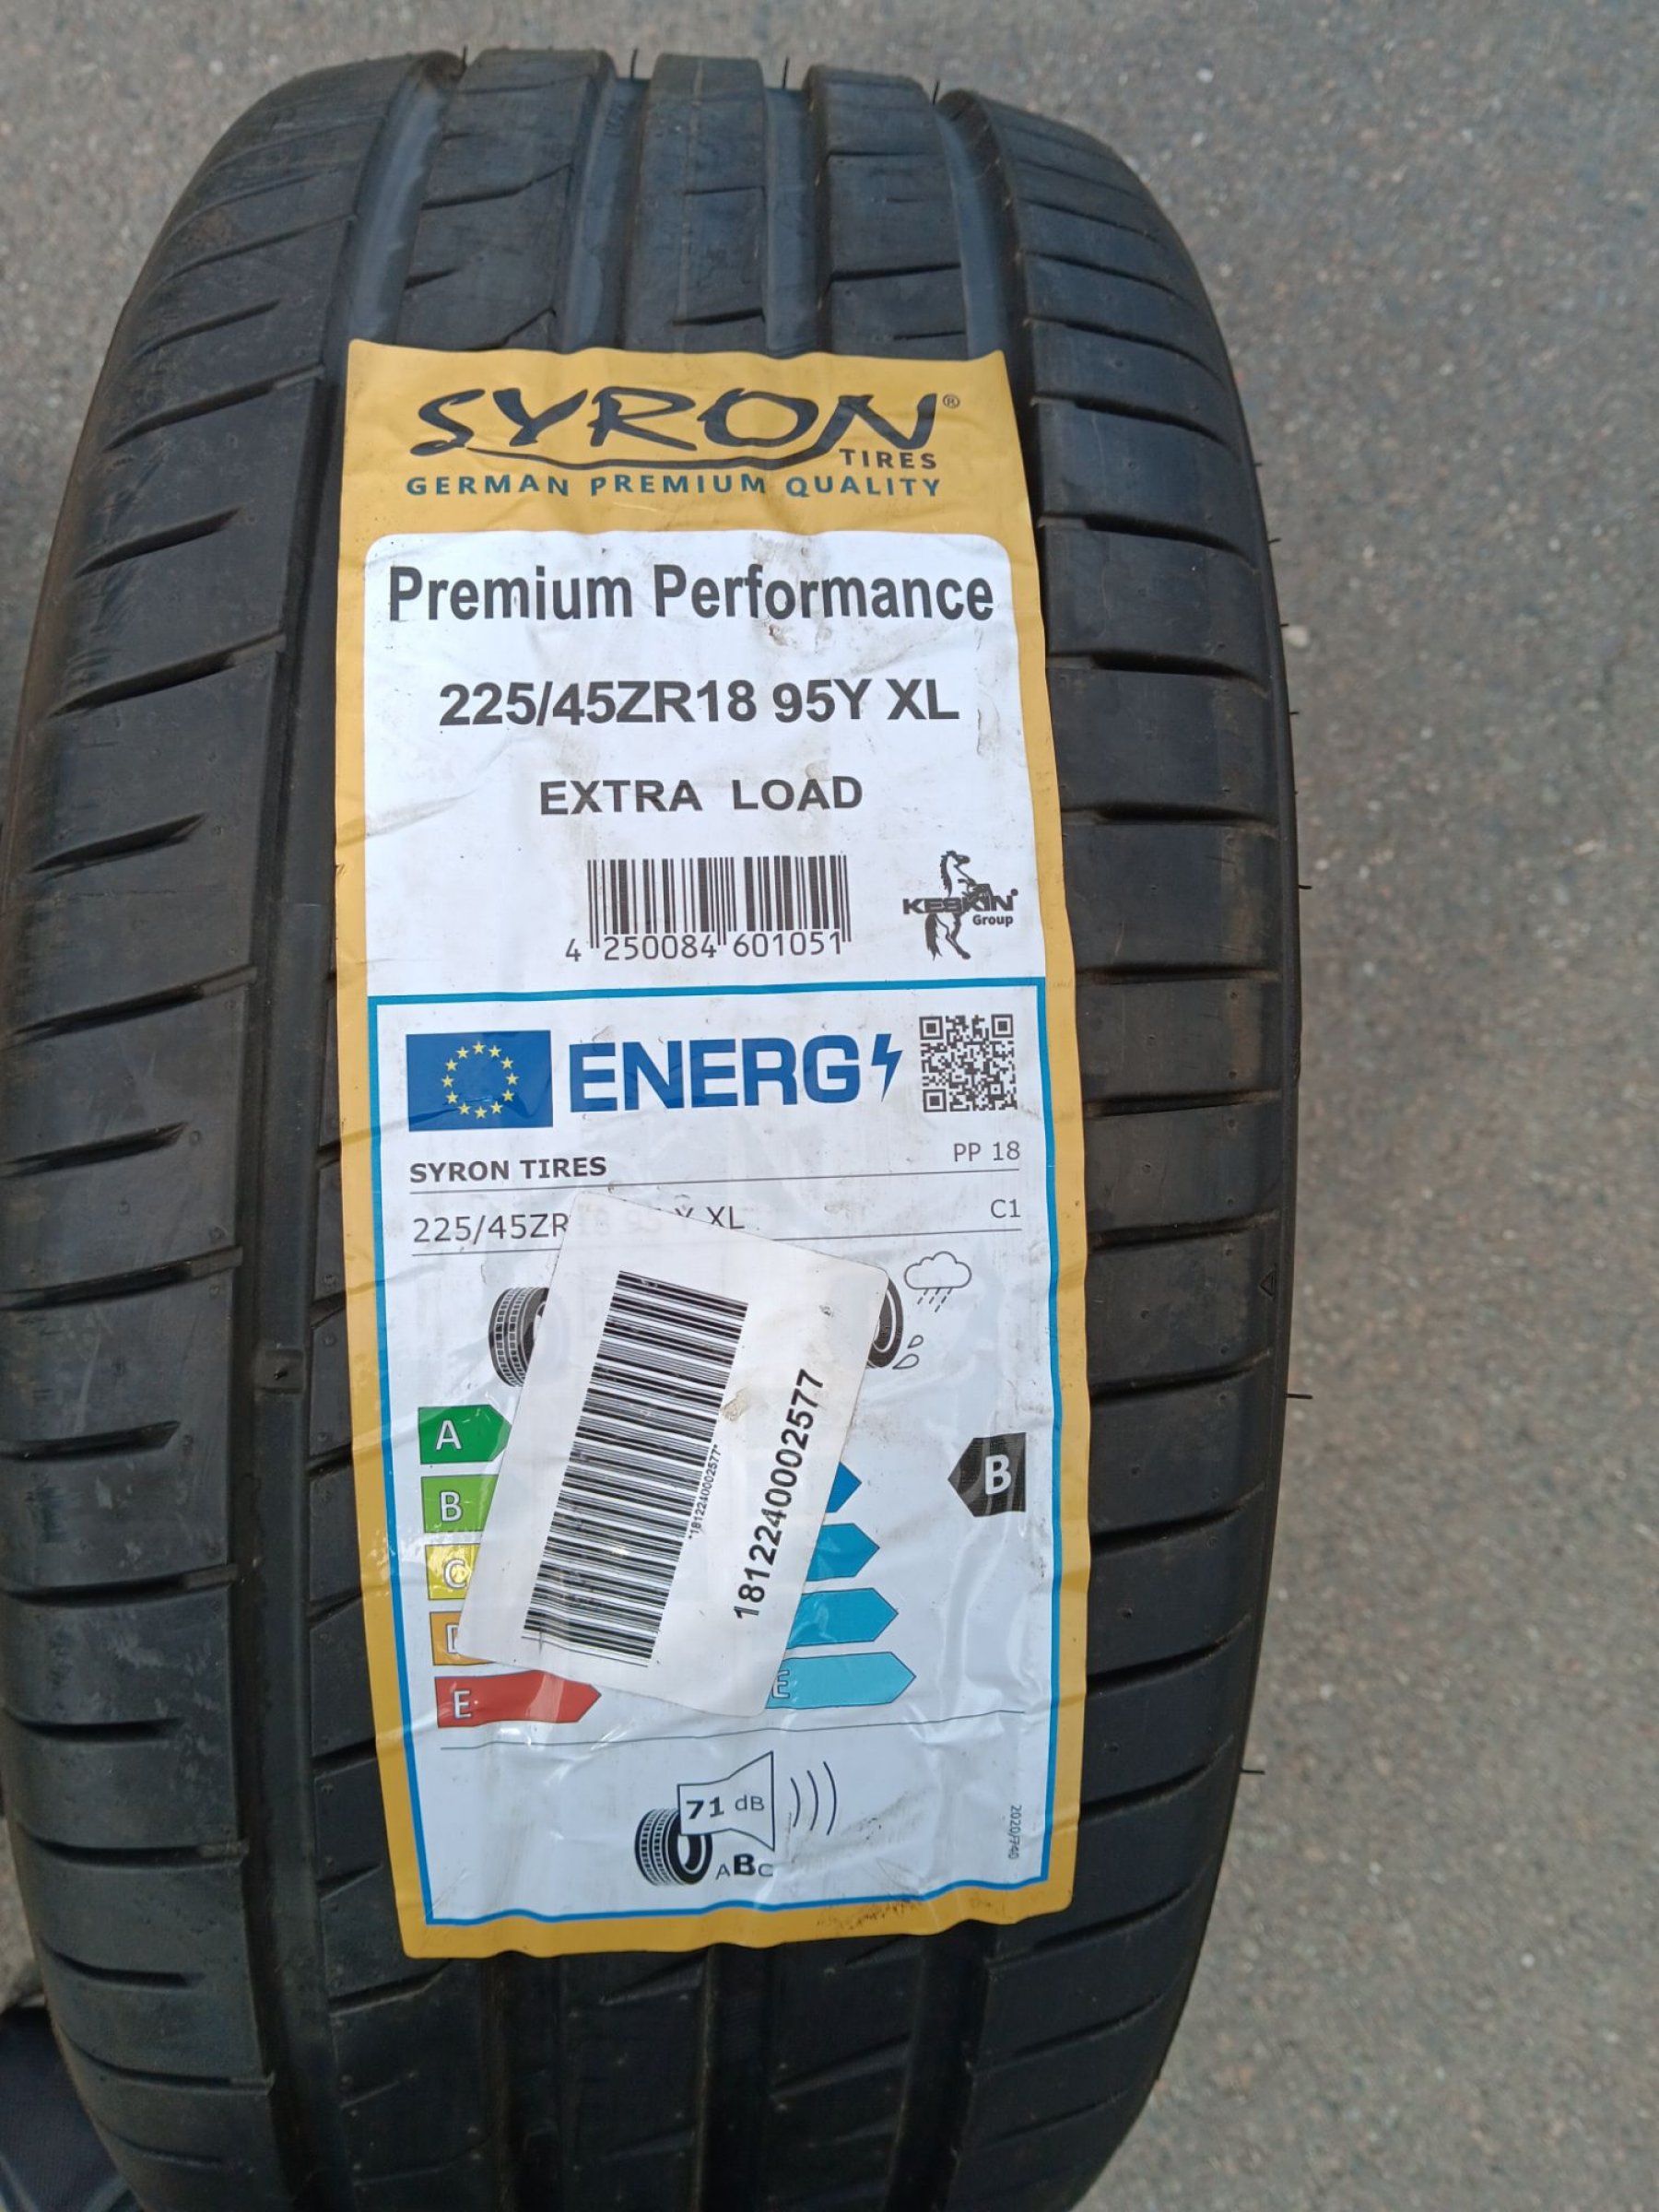 SYRON®
TIRES
GERMAN PREMIUM QUALITY
Premium Performance
225/45ZR18 95Y XL
EXTRA LOAD
4 250084 601051
KESKIN®
Group
ENERG
SYRON TIRES
PP 18
225/45ZR
Y XL
C1
A
B
C
E
*1812240002577*
1812240002577
B
E
71 dB
ABC
2020/740